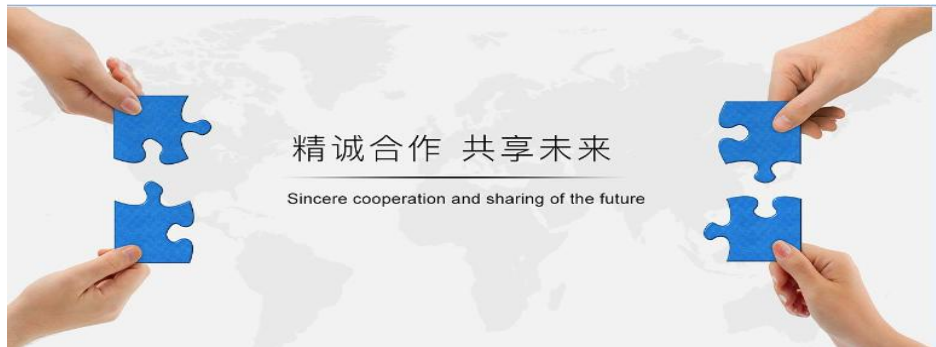 精诚合作 共享未来
Sincere cooperation and sharing of the future